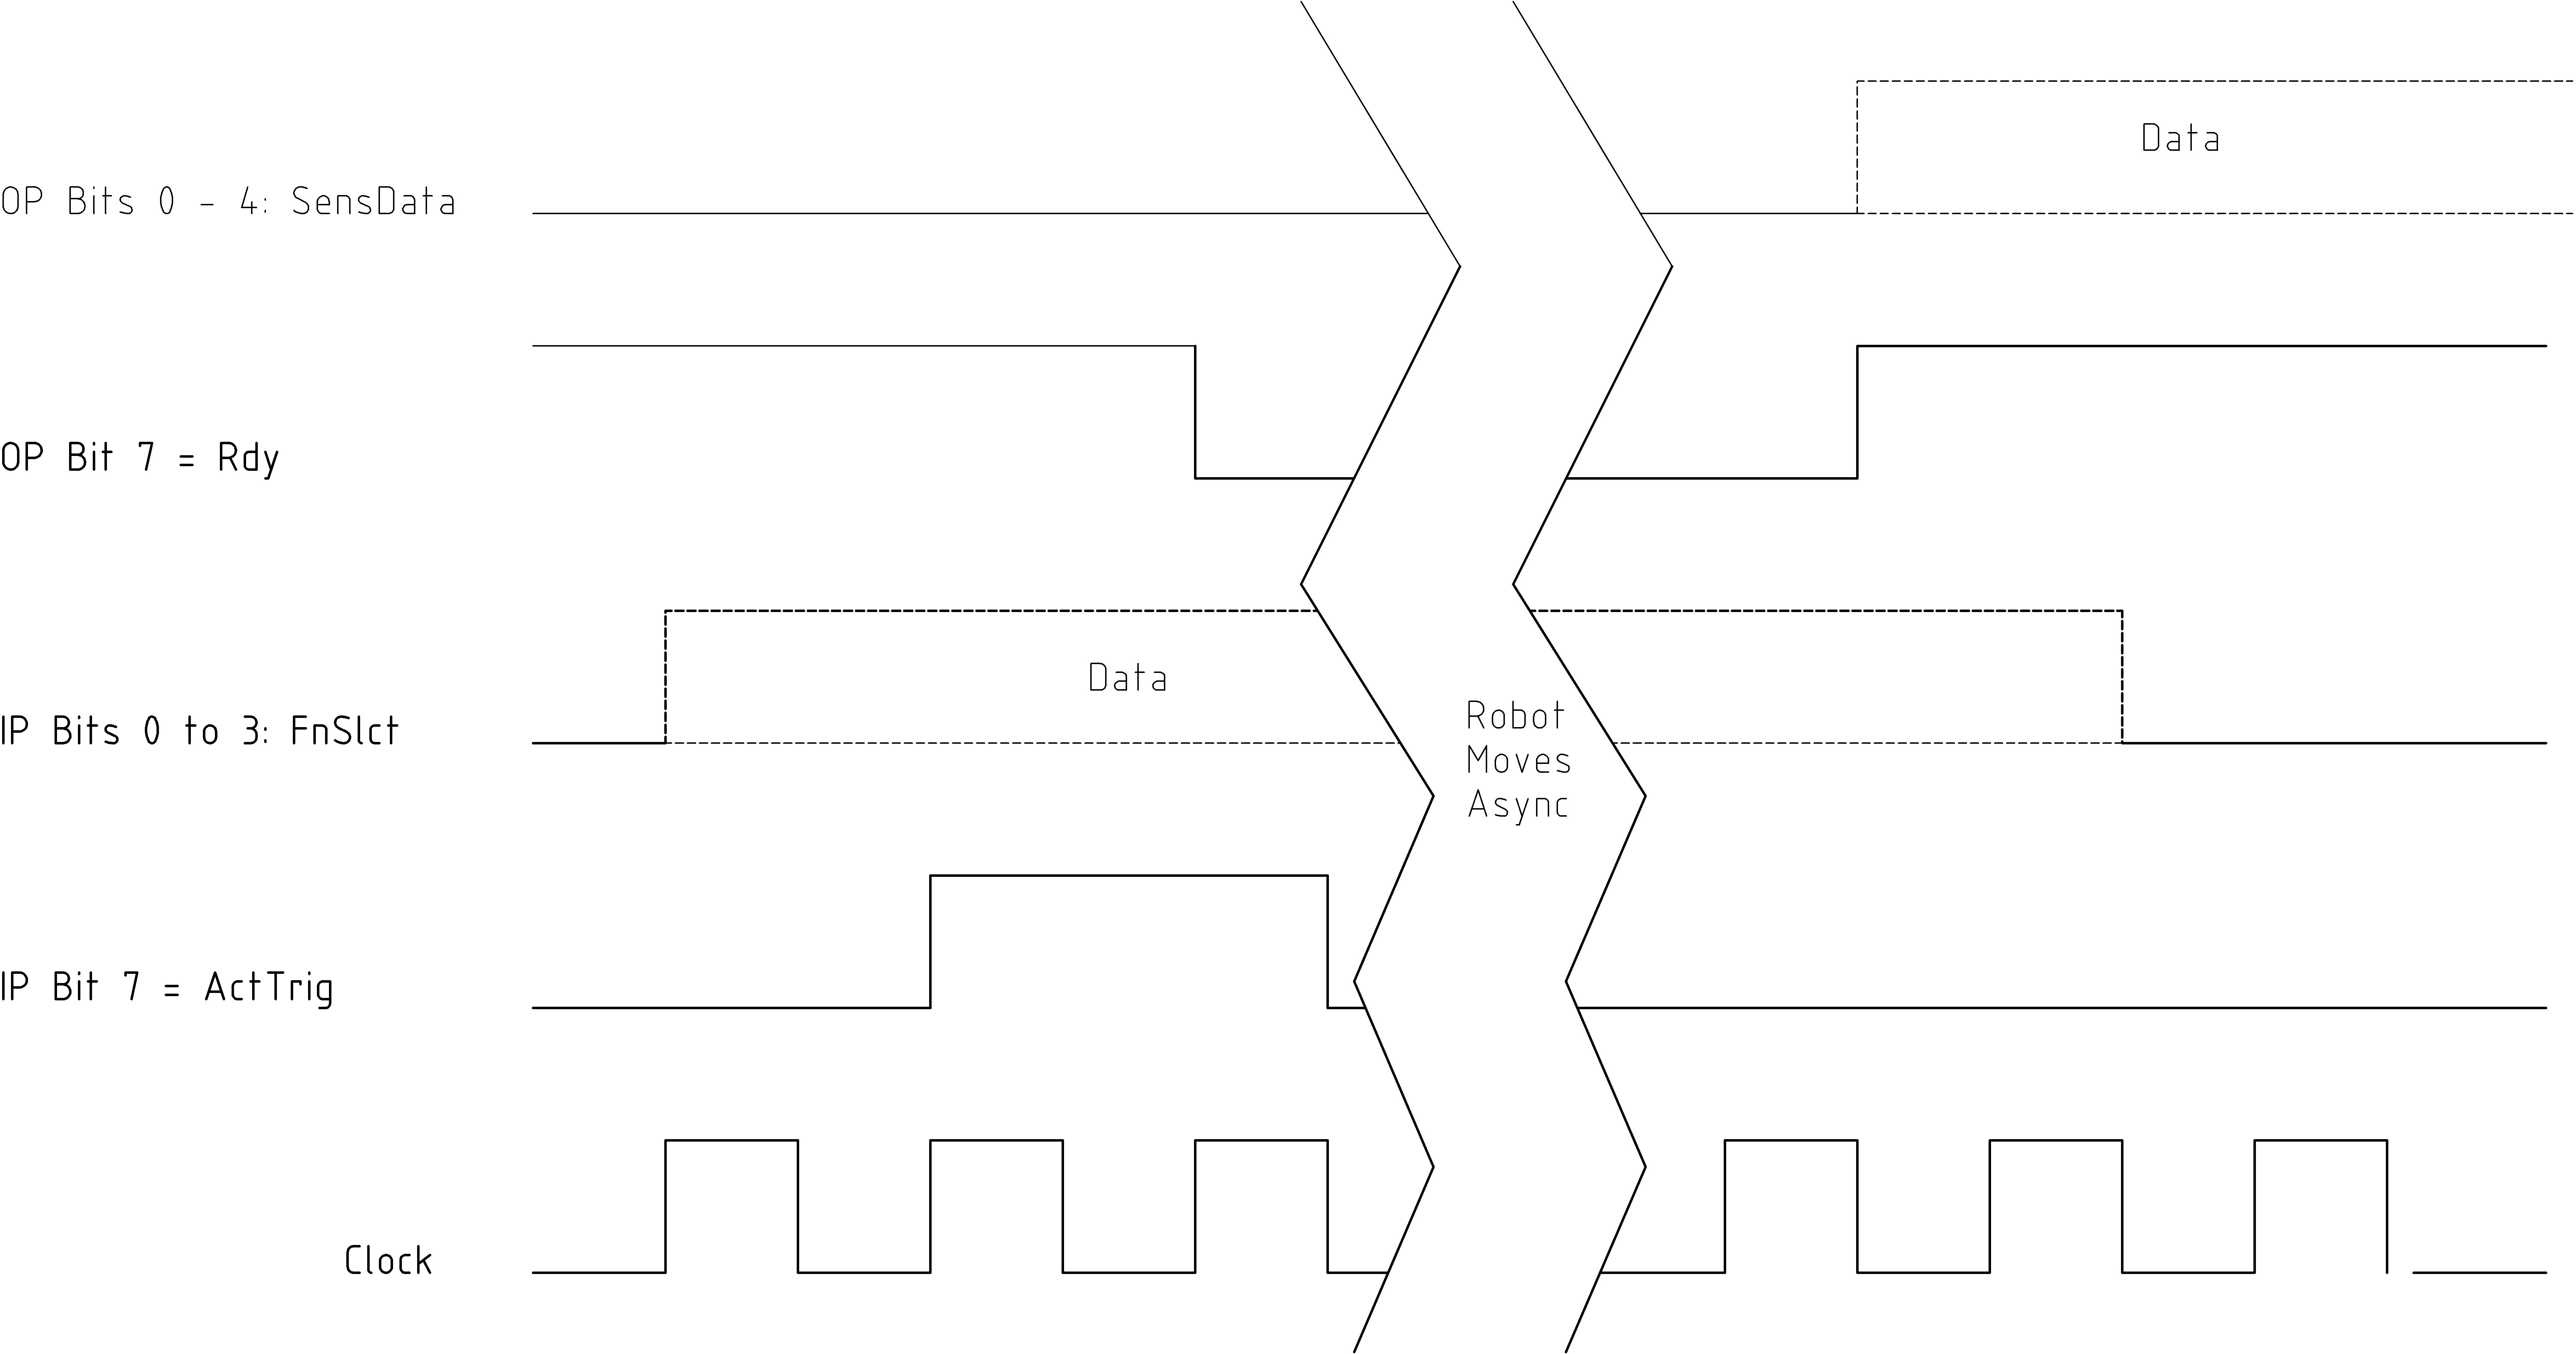 Data
OP Bits 0 - 4: SensData
OP Bit 7 = Rdy
Data
IP Bits 0 to 3: FnSlct
Robot
Moves
Async
IP Bit 7 = ActTrig
Clock